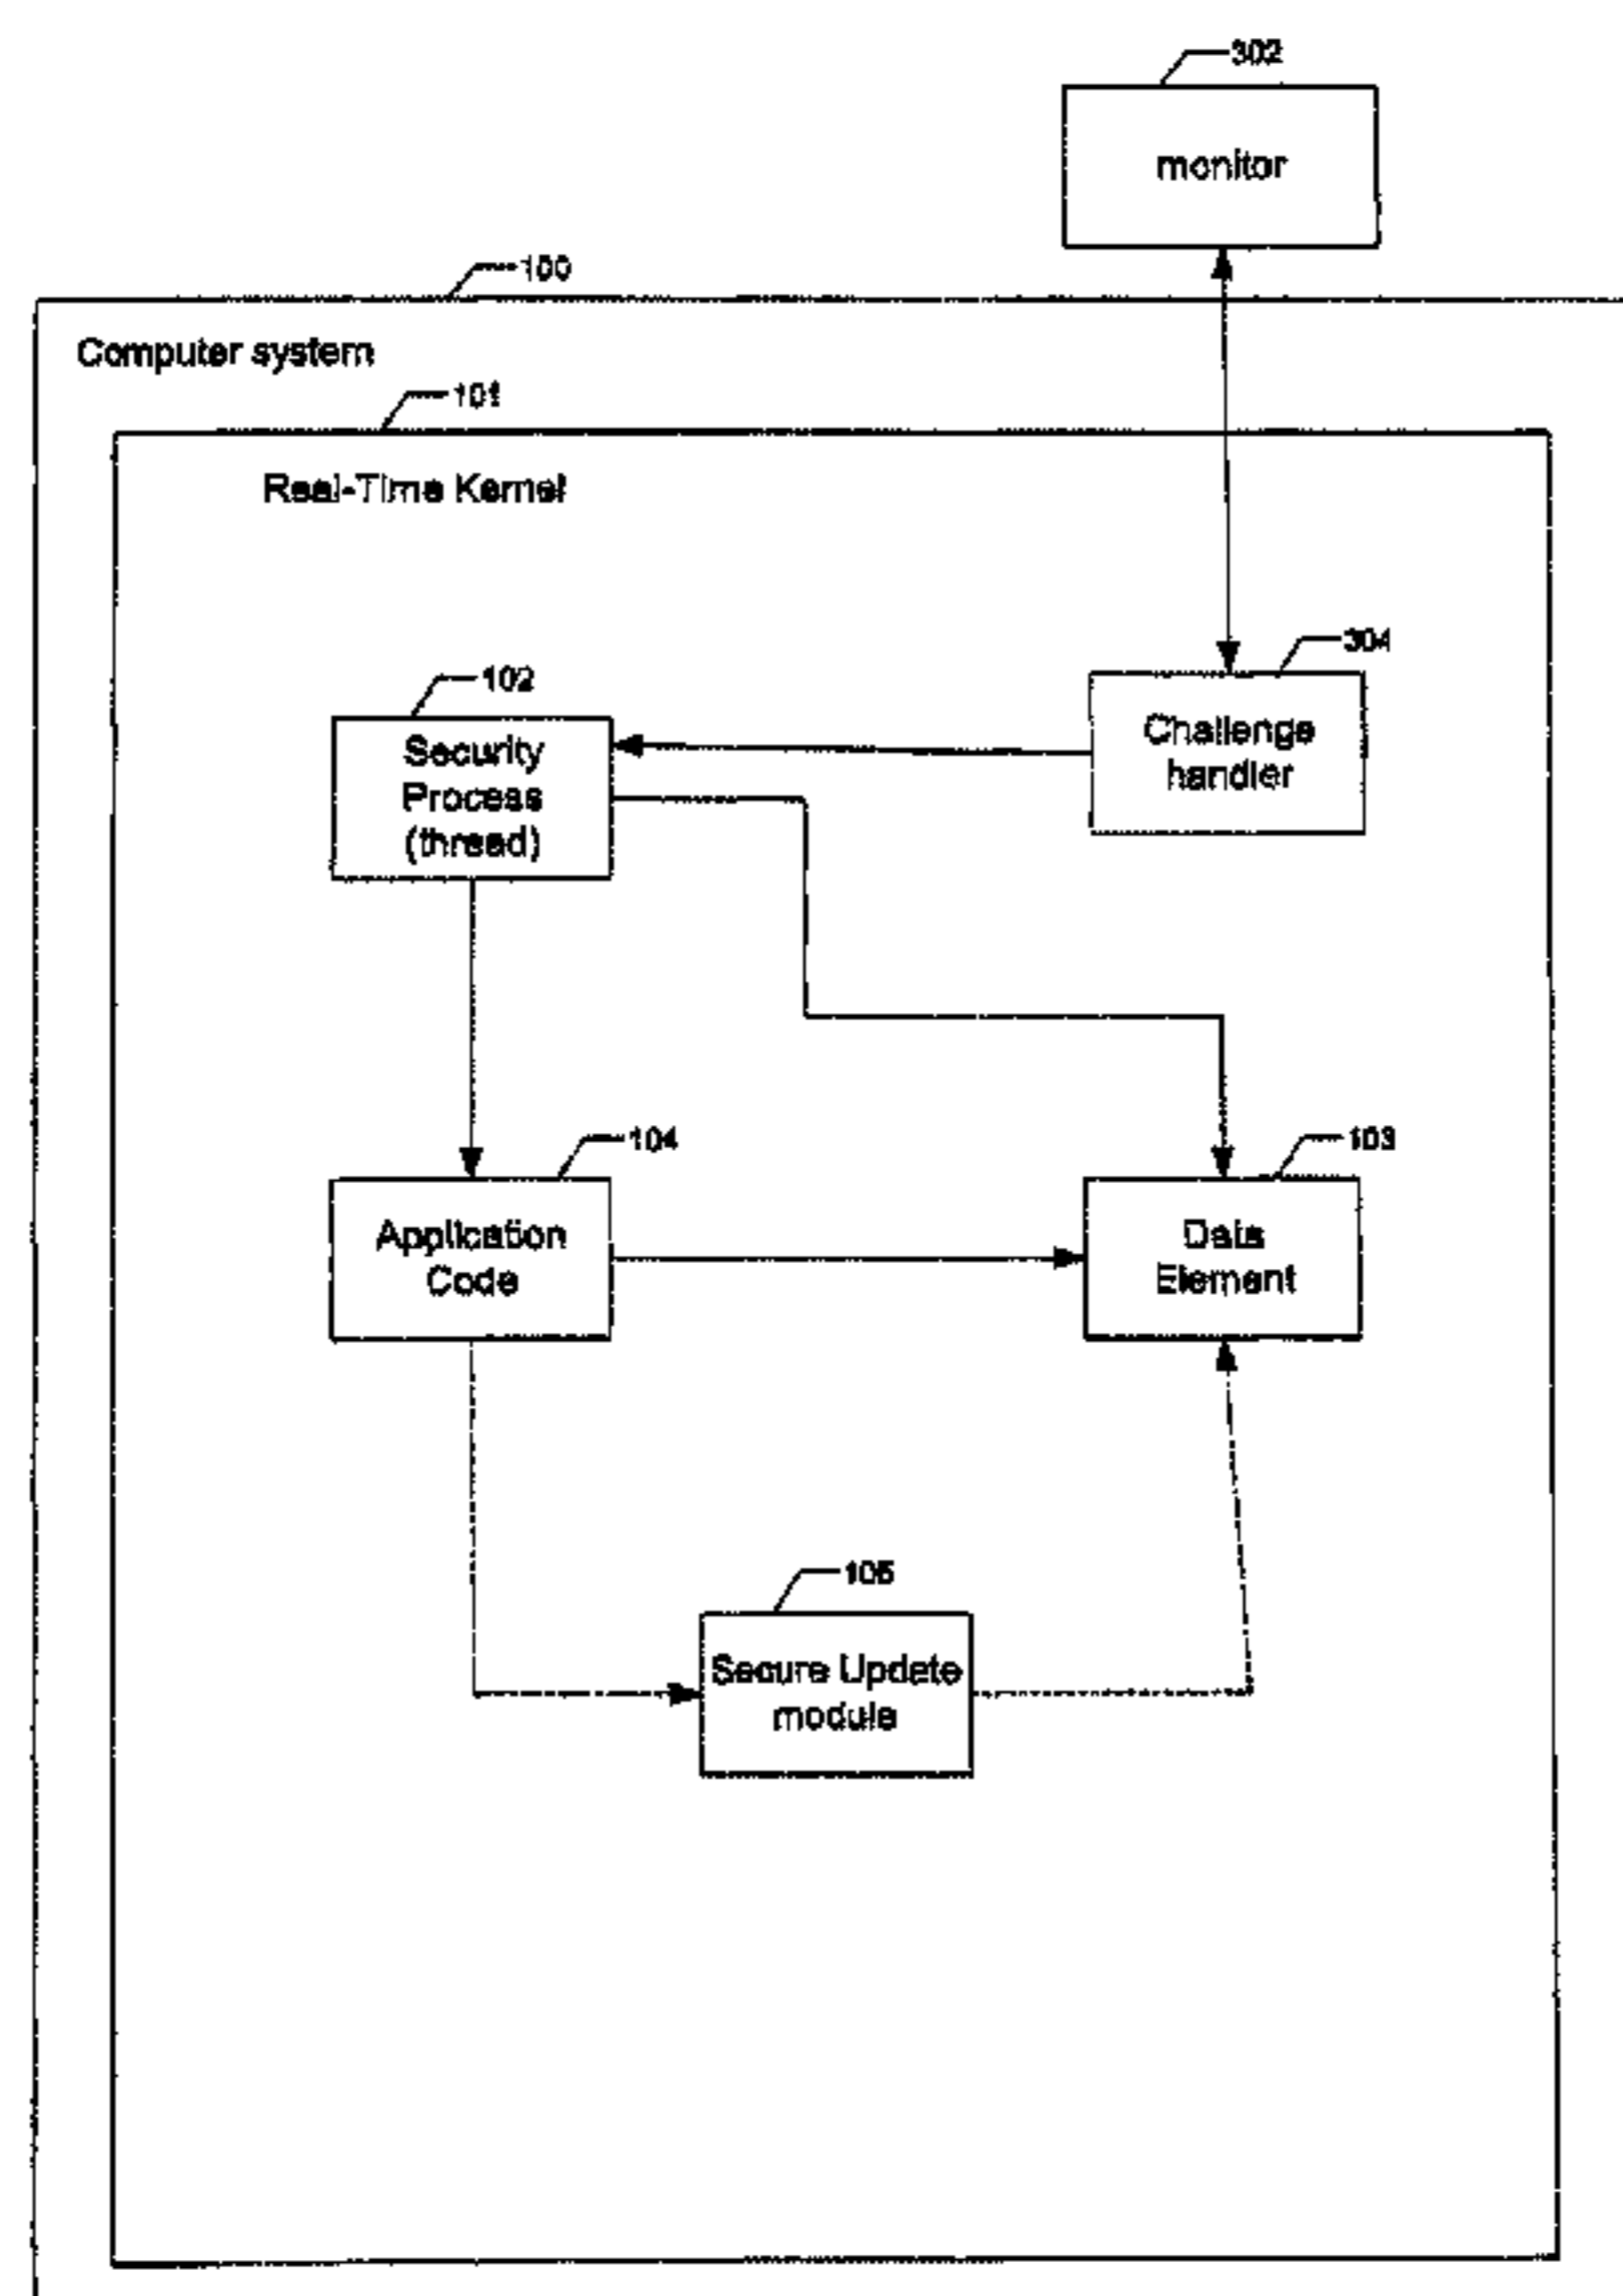 302
monitor
100
Computer system
101
Real-Time Kernel
304
102
Challenge
handler
Security
Process
(thread)
104
103
Application
Code
Data
Element
105
Secure Update
module